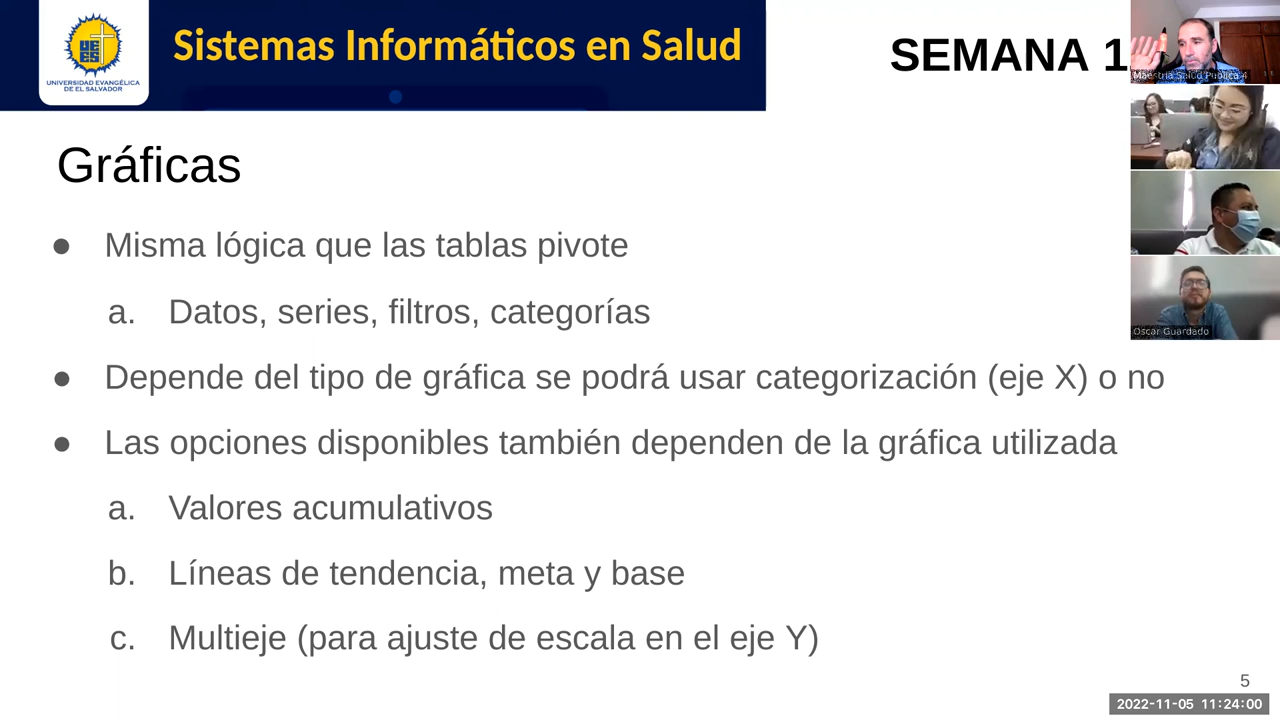 UEES
UNIVERSIDAD EVANGÉLICA
DE EL SALVADOR
Sistemas Informáticos en Salud
SEMANA 1
Maestria Salud Publica 4
Gráficas
● Misma lógica que las tablas pivote
a. Datos, series, filtros, categorías
Oscar Guardado
● Depende del tipo de gráfica se podrá usar categorización (eje X) o no
● Las opciones disponibles también dependen de la gráfica utilizada
a. Valores acumulativos
b. Líneas de tendencia, meta y base
c. Multieje (para ajuste de escala en el eje Y)
5
2022-11-05 11:24:00